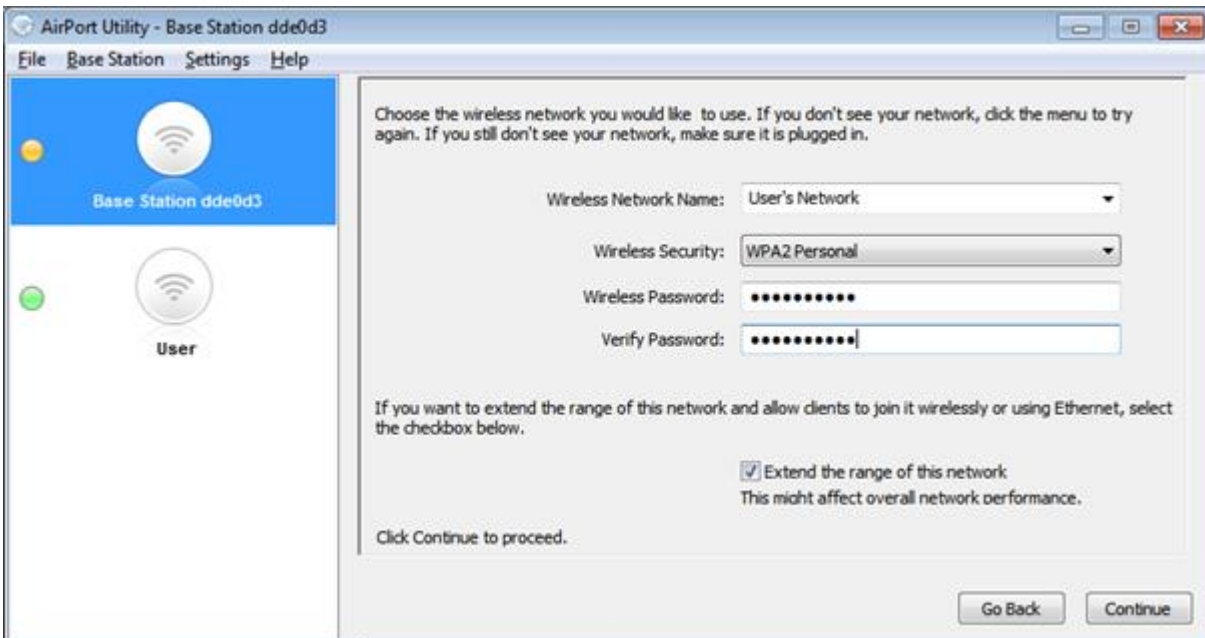 AirPort Utility - Base Station dde0d3
File Base Station Settings Help
Base Station dde0d3
User
Choose the wireless network you would like to use. If you don't see your network, click the menu to try
again. If you still don't see your network, make sure it is plugged in.
Wireless Network Name: User's Network
Wireless Security: WPA2 Personal
Wireless Password: ••••••••••
Verify Password: ••••••••••
If you want to extend the range of this network and allow clients to join it wirelessly or using Ethernet, select
the checkbox below.
Extend the range of this network
This might affect overall network performance.
Click Continue to proceed.
Go Back Continue